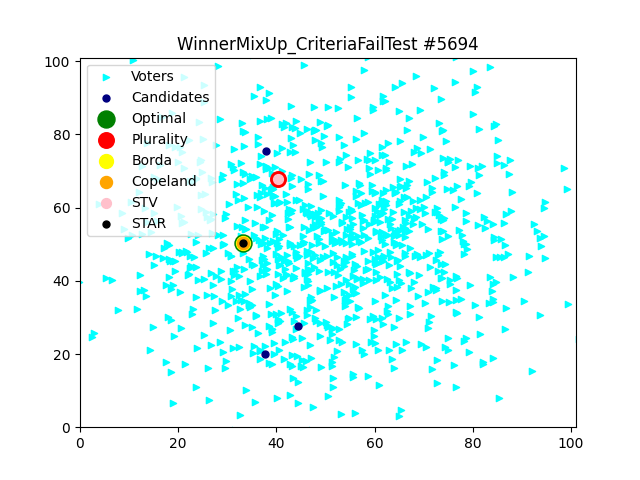 WinnerMixUp_CriteriaFailTest #5694
100
80
60
40
20
0
Voters
Candidates
Optimal
Plurality
Borda
Copeland
STV
STAR
0 20 40 60 80 100